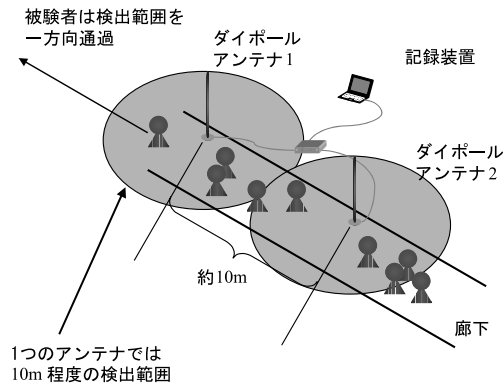 被験者は検出範囲を
一方向通過
ダイポール
アンテナ1
記録装置
ダイポール
アンテナ2
約10m
廊下
1つのアンテナでは
10m 程度の検出範囲